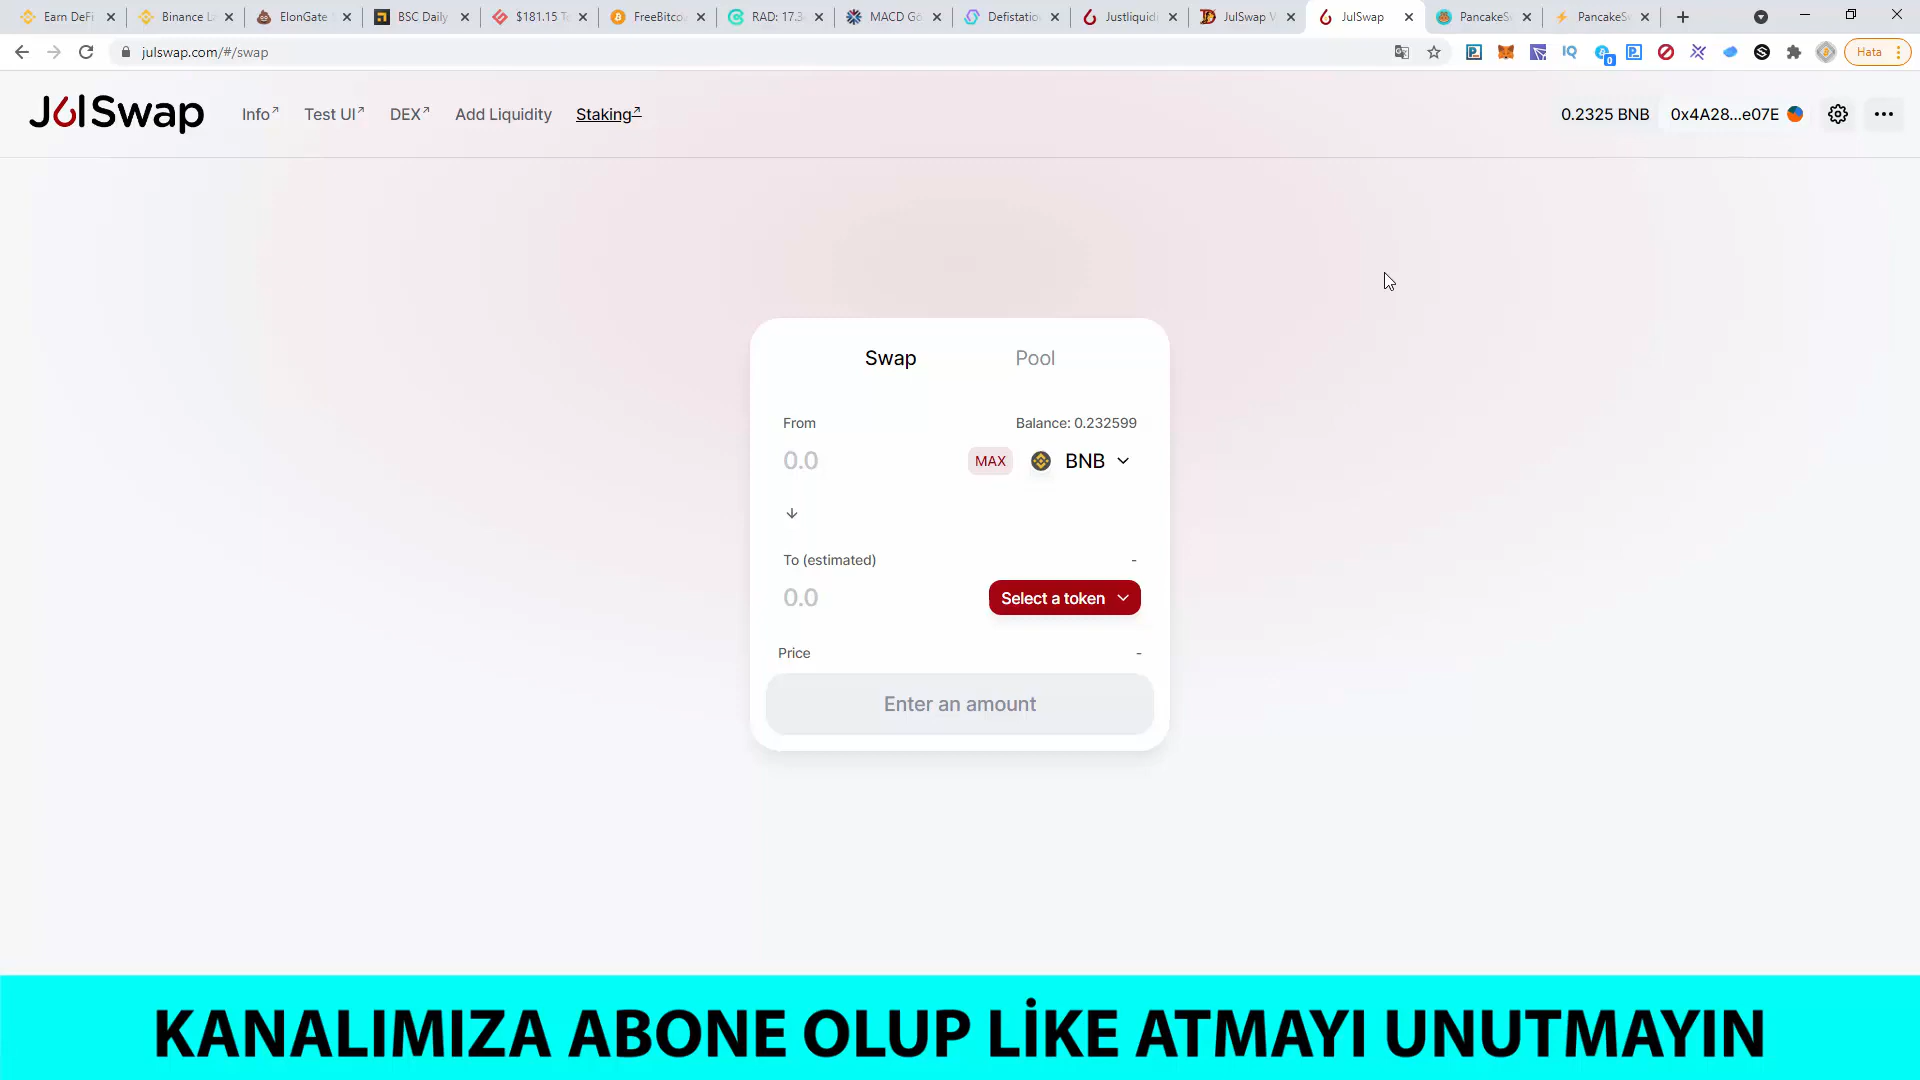 Earn DeFi
Binance L
ElonGate
BSC Daily
$181.15 T
FreeBitco
RAD: 17.3
MACD Gö
Defistatio
Justliquidi
JulSwap V
JulSwap
PancakeS
PancakeS
julswap.com/#/swap
0
Hata
JulSwap
Info↗
Test UI↗
DEX↗
Add Liquidity
Staking↗
0.2325 BNB
0x4A28...e07E
Swap
Pool
From
Balance: 0.232599
0.0
MAX
BNB
To (estimated)
-
0.0
Select a token
Price
-
Enter an amount
KANALIMIZA ABONE OLUP LİKE ATMAYI UNUTMAYIN